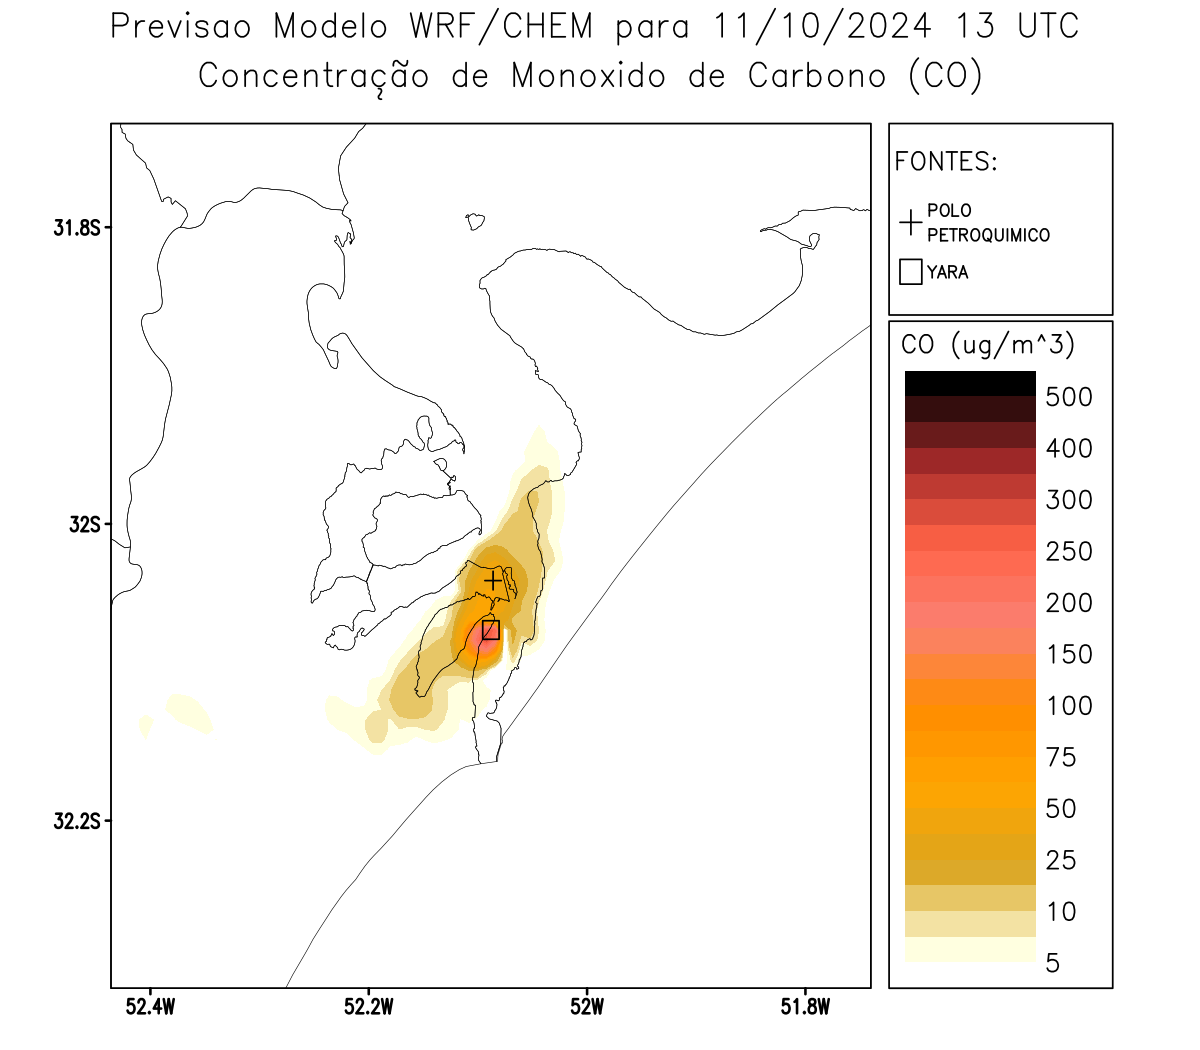 Previsao Modelo WRF/CHEM para 11/10/2024 13 UTC
Concentração de Monoxido de Carbono (CO)
FONTES:
POLO
PETROQUIMICO
YARA
CO (ug/m^3)
500
400
300
250
200
150
100
75
50
25
10
5
31.8S
32S
32.2S
52.4W
52.2W
52W
51.8W